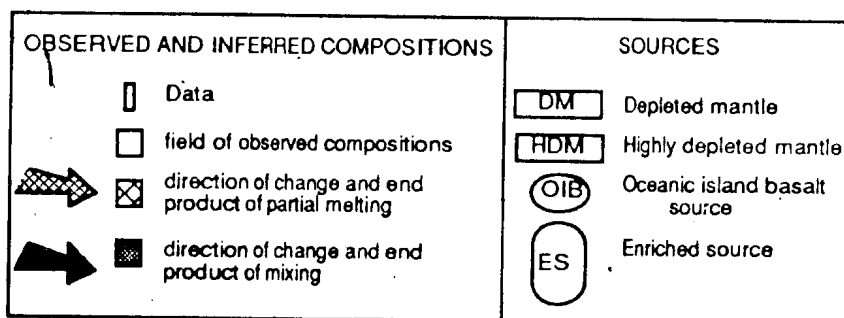 OBSERVED AND INFERRED COMPOSITIONS
Data
field of observed compositions
direction of change and end
product of partial melting
direction of change and end
product of mixing
SOURCES
DM Depleted mantle
HDM Highly depleted mantle
OIB Oceanic island basalt
source
ES Enriched source